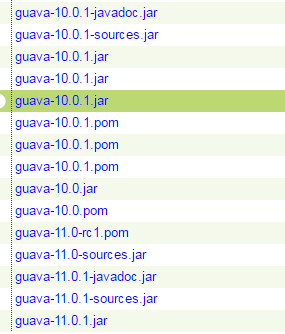 guava-10.0.1-javadoc.jar
guava-10.0.1-sources.jar
guava-10.0.1.jar
guava-10.0.1.jar
guava-10.0.1.jar
guava-10.0.1.pom
guava-10.0.1.pom
guava-10.0.1.pom
guava-10.0.jar
guava-10.0.pom
guava-11.0-rc1.pom
guava-11.0-sources.jar
guava-11.0.1-javadoc.jar
guava-11.0.1-sources.jar
guava-11.0.1.jar